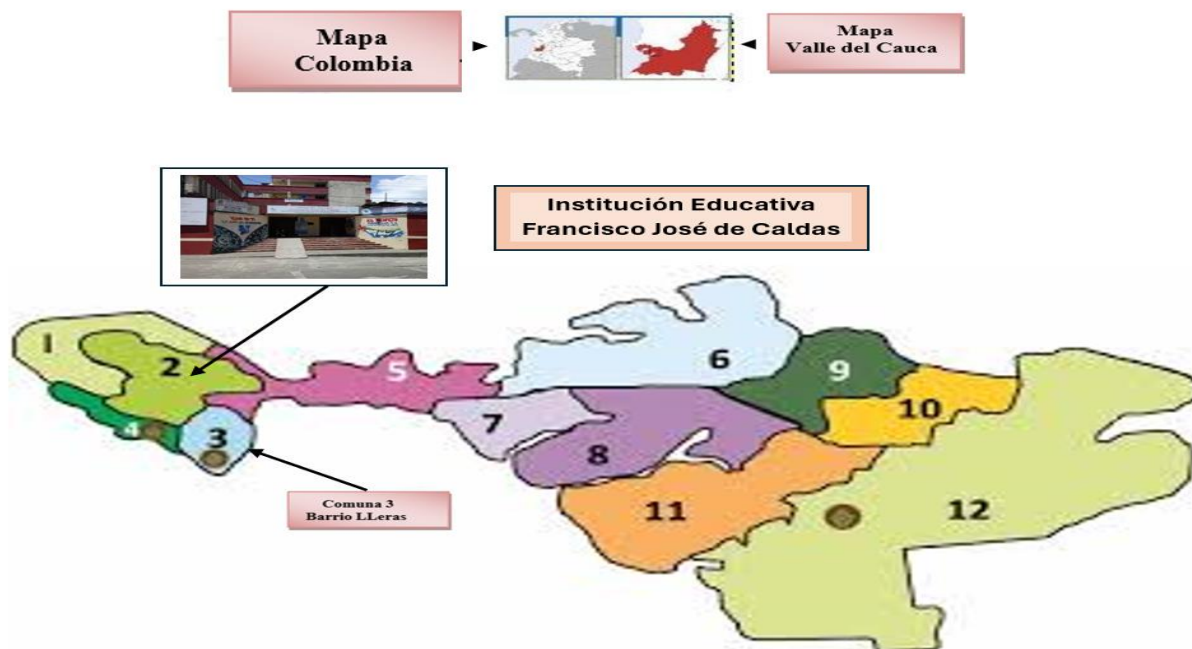 Mapa
Colombia
Mapa
Valle del Cauca
Institución Educativa
Francisco José de Caldas
1
2
3
4
5
6
7
8
9
10
11
12
Comuna 3
Barrio LLeras